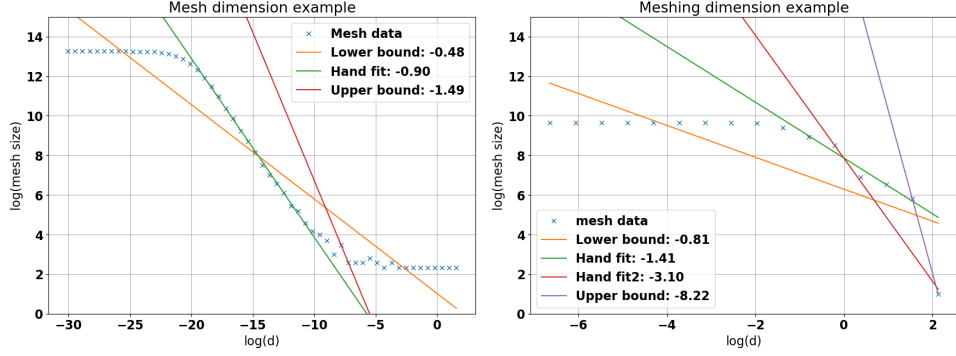 Mesh dimension example
log(mesh size)
14
12
10
8
6
4
2
0
Mesh data
Lower bound: -0.48
Hand fit: -0.90
Upper bound: -1.49
−30 −25 −20 −15 −10 −5 0
log(d)
Meshing dimension example
log(mesh size)
14
12
10
8
6
4
2
0
mesh data
Lower bound: -0.81
Hand fit: -1.41
Hand fit2: -3.10
Upper bound: -8.22
−6 −4 −2 0 2
log(d)